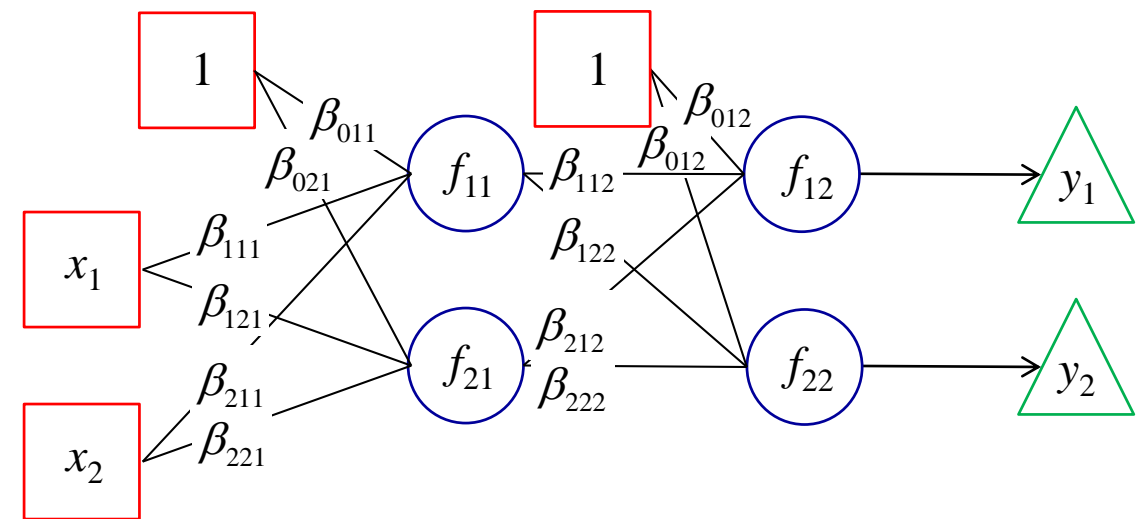 1
1
β₀₁₁
β₀₁₂
β₀₂₁
β₀₁₂
f₁₁
β₁₁₂
f₁₂
y₁
x₁
β₁₁₁
β₁₂₂
β₁₂₁
β₂₁₂
f₂₁
f₂₂
y₂
β₂₁₁
β₂₂₂
x₂
β₂₂₁